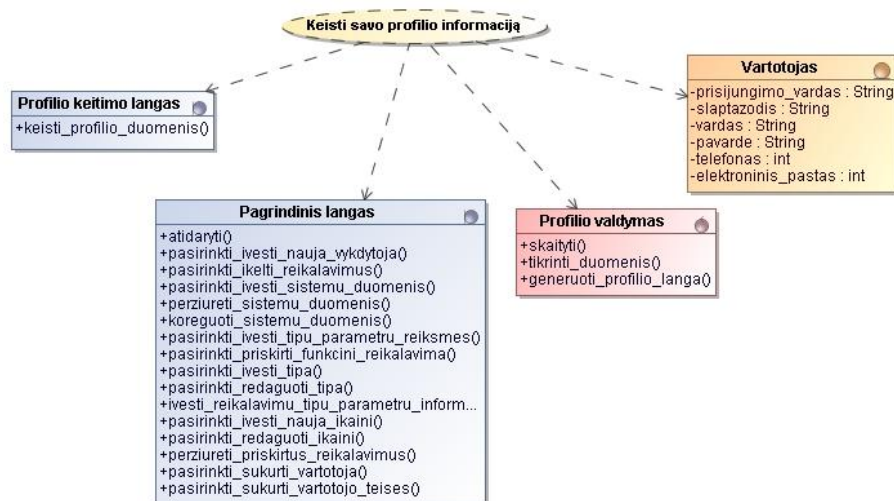 Keisti savo profilio informaciją
Profilio keitimo langas
+keisti_profilio_duomenis()
Vartotojas
-prisijungimo_vardas : String
-slaptazodis : String
-vardas : String
-pavarde : String
-telefonas : int
-elektroninis_pastas : int
Pagrindinis langas
+atidaryti()
+pasirinkti_ivesti_nauja_vykdytoja()
+pasirinkti_ikelti_reikalavimus()
+pasirinkti_ivesti_sistemu_duomenis()
+perziureti_sistemu_duomenis()
+koreguoti_sistemu_duomenis()
+pasirinkti_ivesti_tipu_parametru_reiksmes()
+pasirinkti_priskirti_funkcini_reikalavima()
+pasirinkti_ivesti_tipa()
+pasirinkti_redaguoti_tipa()
+ivesti_reikalavimu_tipu_parametru_inform...
+pasirinkti_ivesti_nauja_ikaini()
+pasirinkti_redaguoti_ikaini()
+perziureti_priskirtus_reikalavimus()
+pasirinkti_sukurti_vartotoja()
+pasirinkti_sukurti_vartotojo_teises()
Profilio valdymas
+skaityti()
+tikrinti_duomenis()
+generuoti_profilio_langa()